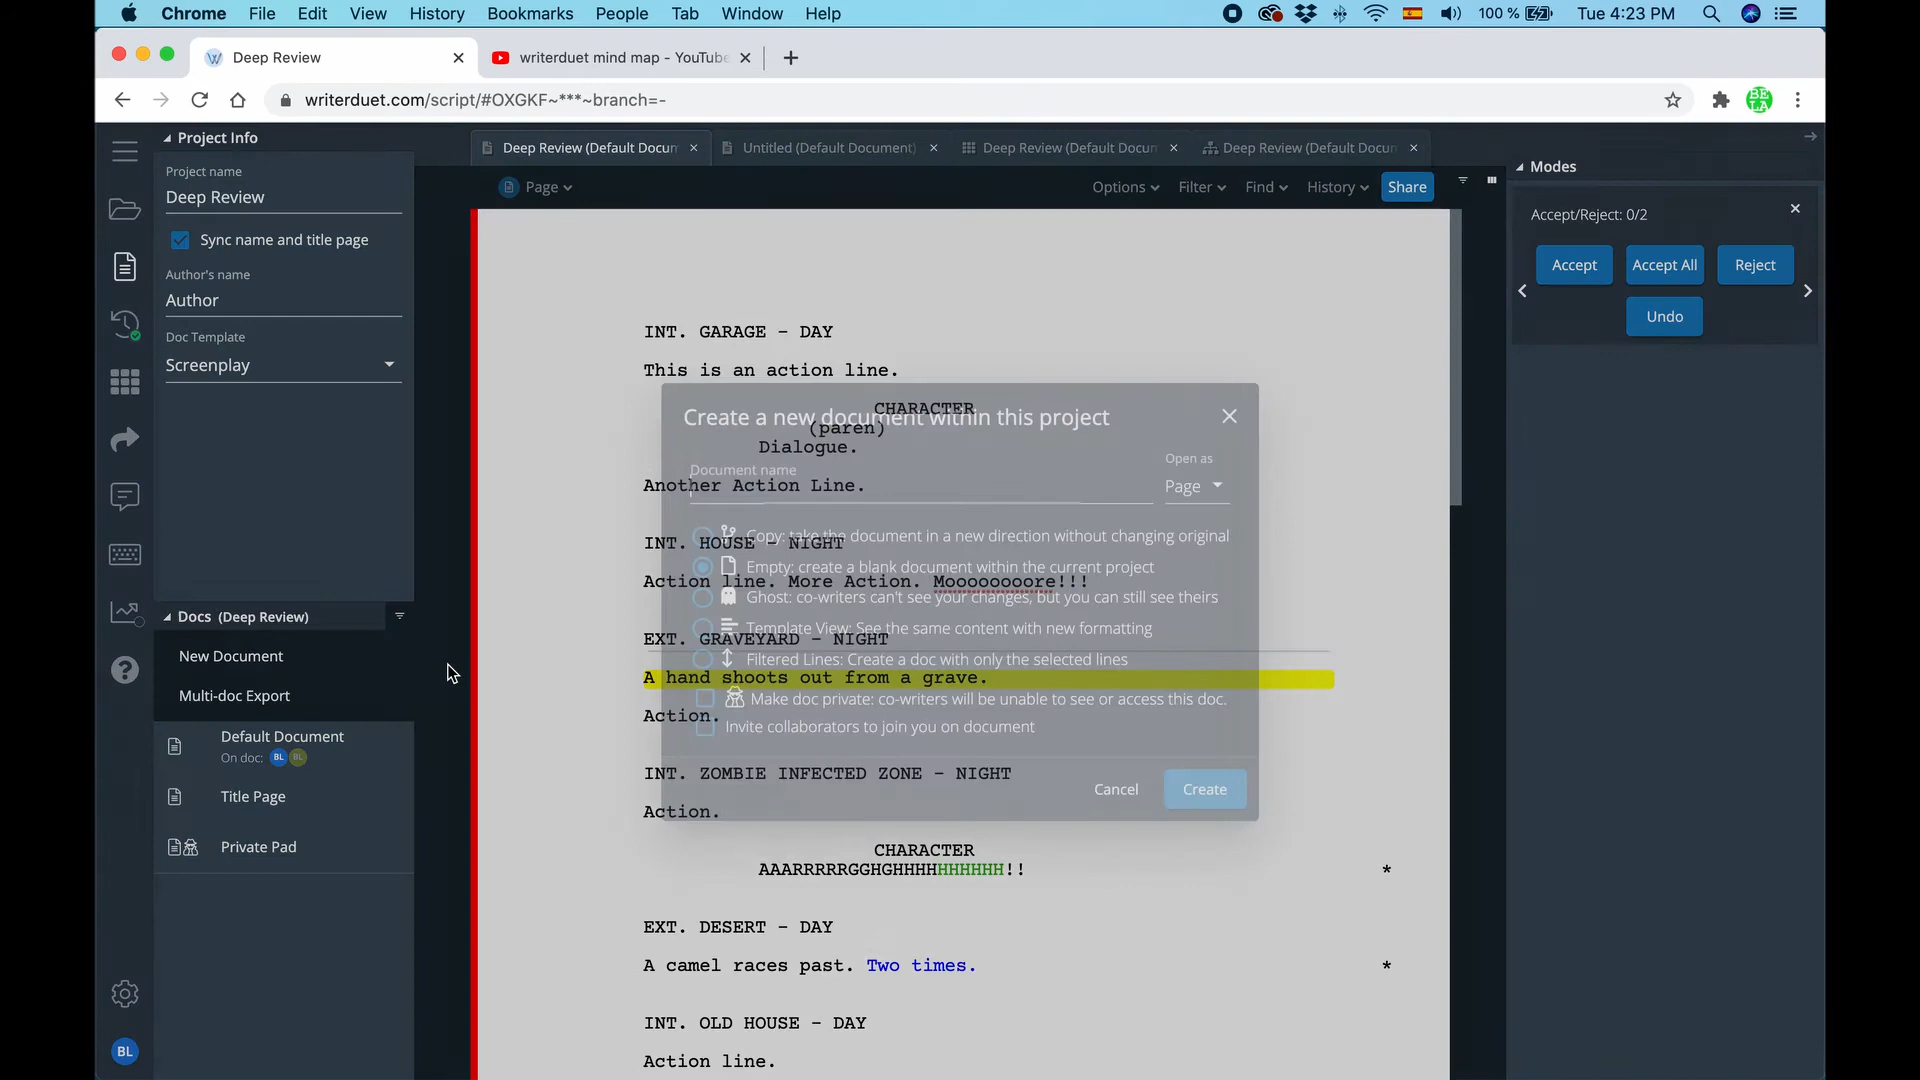 Chrome File Edit View History Bookmarks People Tab Window Help 100 % Tue 4:23 PM
Deep Review writerduet mind map - YouTube
writerduet.com/script/#OXGKF~***~branch=-
BE
LA
Project Info
Project name
Deep Review
Sync name and title page
Author's name
Author
Doc Template
Screenplay
Docs (Deep Review)
New Document
Multi-doc Export
Default Document
On doc: BL BL
Title Page
Private Pad
BL
Deep Review (Default Docum Untitled (Default Document) Deep Review (Default Docum Deep Review (Default Docum
Page Options Filter Find History Share
INT. GARAGE - DAY
This is an action line.
CHARACTER
(paren)
Dialogue.
Another Action Line.
INT. HOUSE - NIGHT
Action line. More Action. Moooooooore!!!
EXT. GRAVEYARD - NIGHT
A hand shoots out from a grave.
Action.
INT. ZOMBIE INFECTED ZONE - NIGHT
Action.
CHARACTER
AAARRRRRGGHGHHHHHHHHHH!! *
EXT. DESERT - DAY
A camel races past. Two times. *
INT. OLD HOUSE - DAY
Action line.
Create a new document within this project
Document name
Open as
Page
Copy: take the document in a new direction without changing original
Empty: create a blank document within the current project
Ghost: co-writers can't see your changes, but you can still see theirs
Template View: See the same content with new formatting
Filtered Lines: Create a doc with only the selected lines
Make doc private: co-writers will be unable to see or access this doc.
Invite collaborators to join you on document
Cancel Create
Modes
Accept/Reject: 0/2
Accept Accept All Reject
Undo